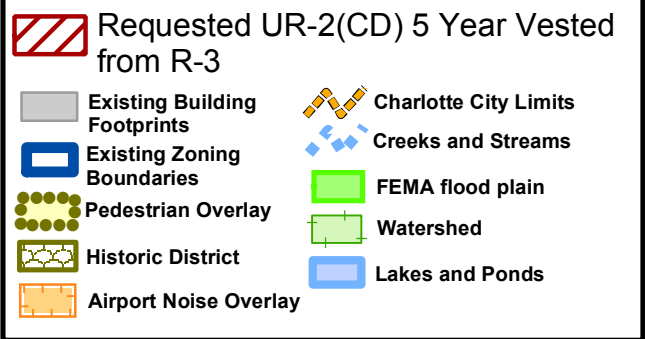 Requested UR-2(CD) 5 Year Vested
from R-3
Existing Building
Footprints
Existing Zoning
Boundaries
Pedestrian Overlay
Historic District
Airport Noise Overlay
Charlotte City Limits
Creeks and Streams
FEMA flood plain
Watershed
Lakes and Ponds